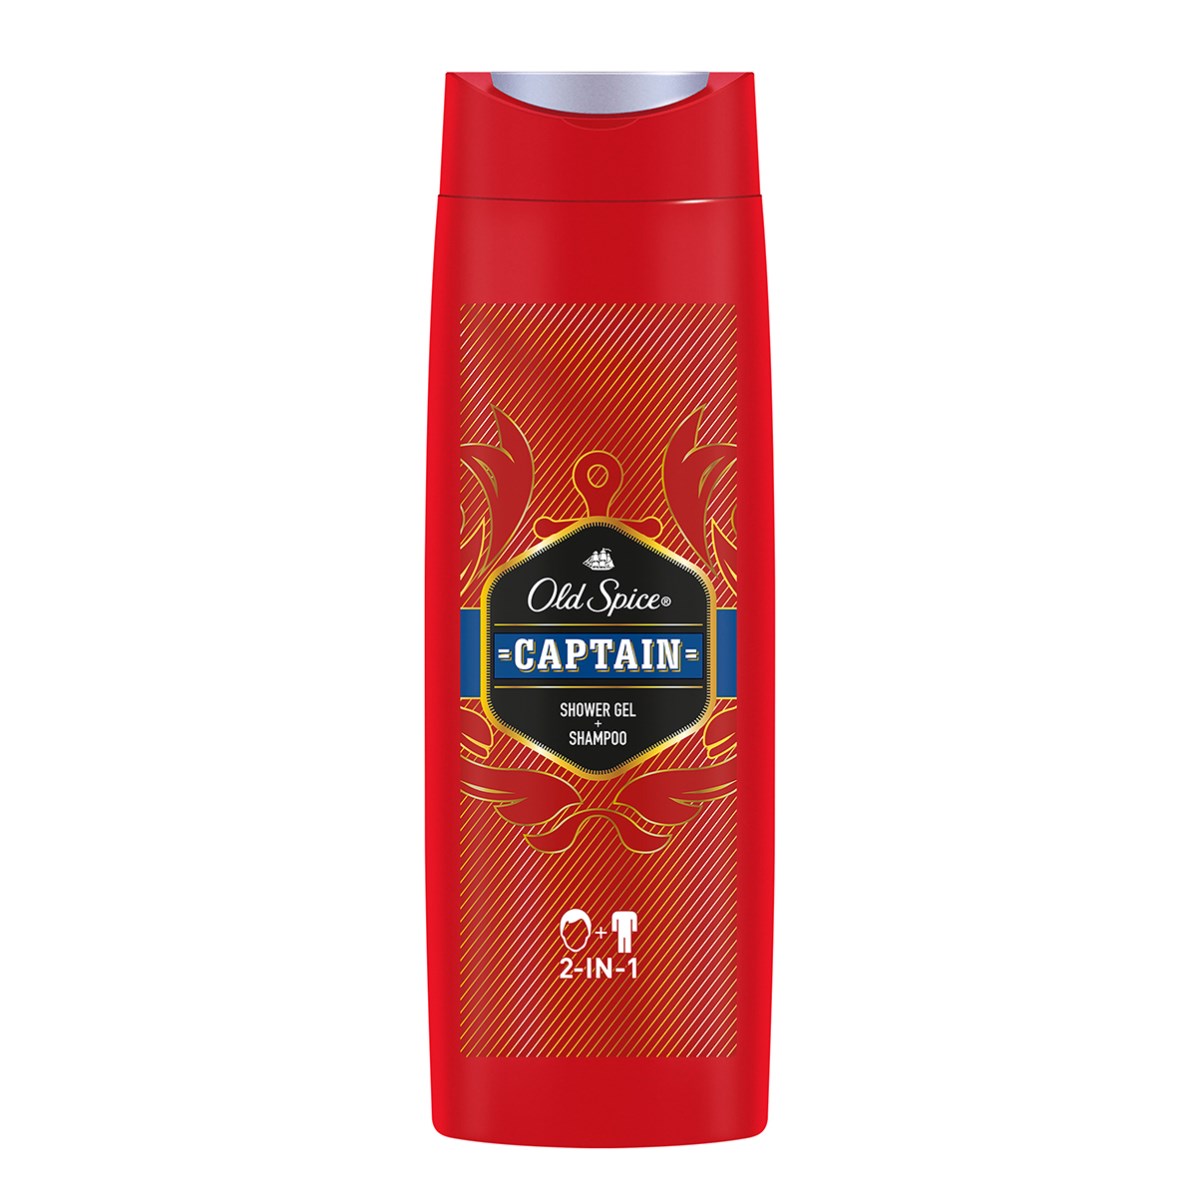 Old Spice®
=CAPTAIN=
SHOWER GEL
+
SHAMPOO
+
2-IN-1